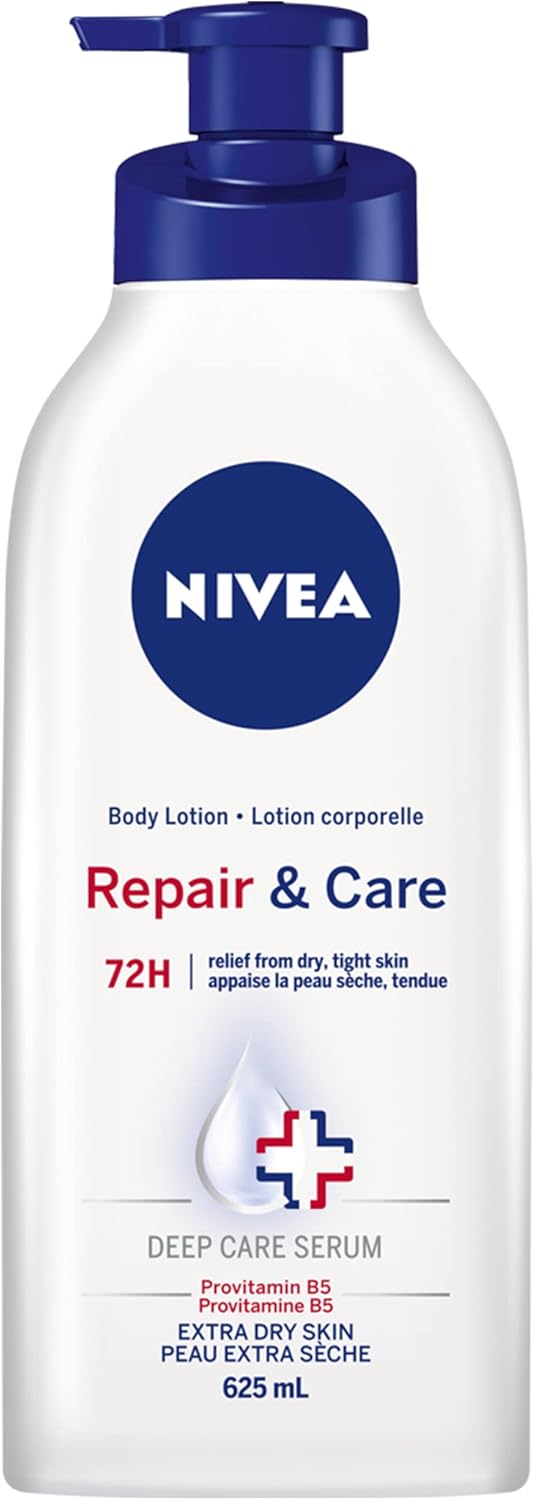 NIVEA
Body Lotion • Lotion corporelle
Repair & Care
72H
relief from dry, tight skin
appaise la peau sèche, tendue
DEEP CARE SERUM
Provitamin B5
Provitamine B5
EXTRA DRY SKIN
PEAU EXTRA SÈCHE
625 mL